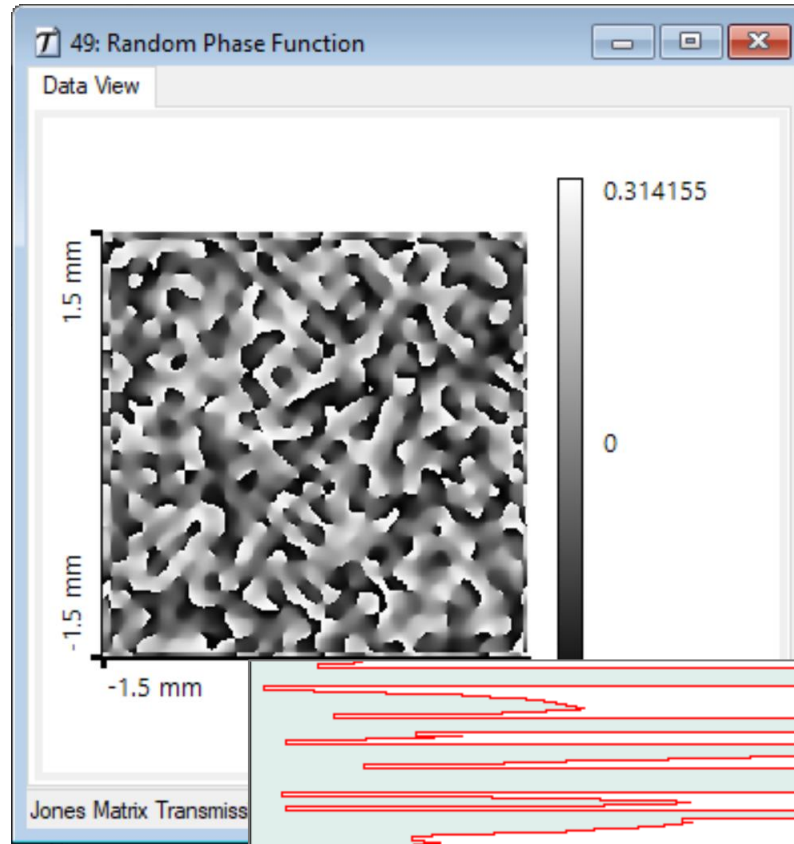 49: Random Phase Function
Data View
0.314155
1.5 mm
0
-1.5 mm
-1.5 mm
Jones Matrix Transmiss